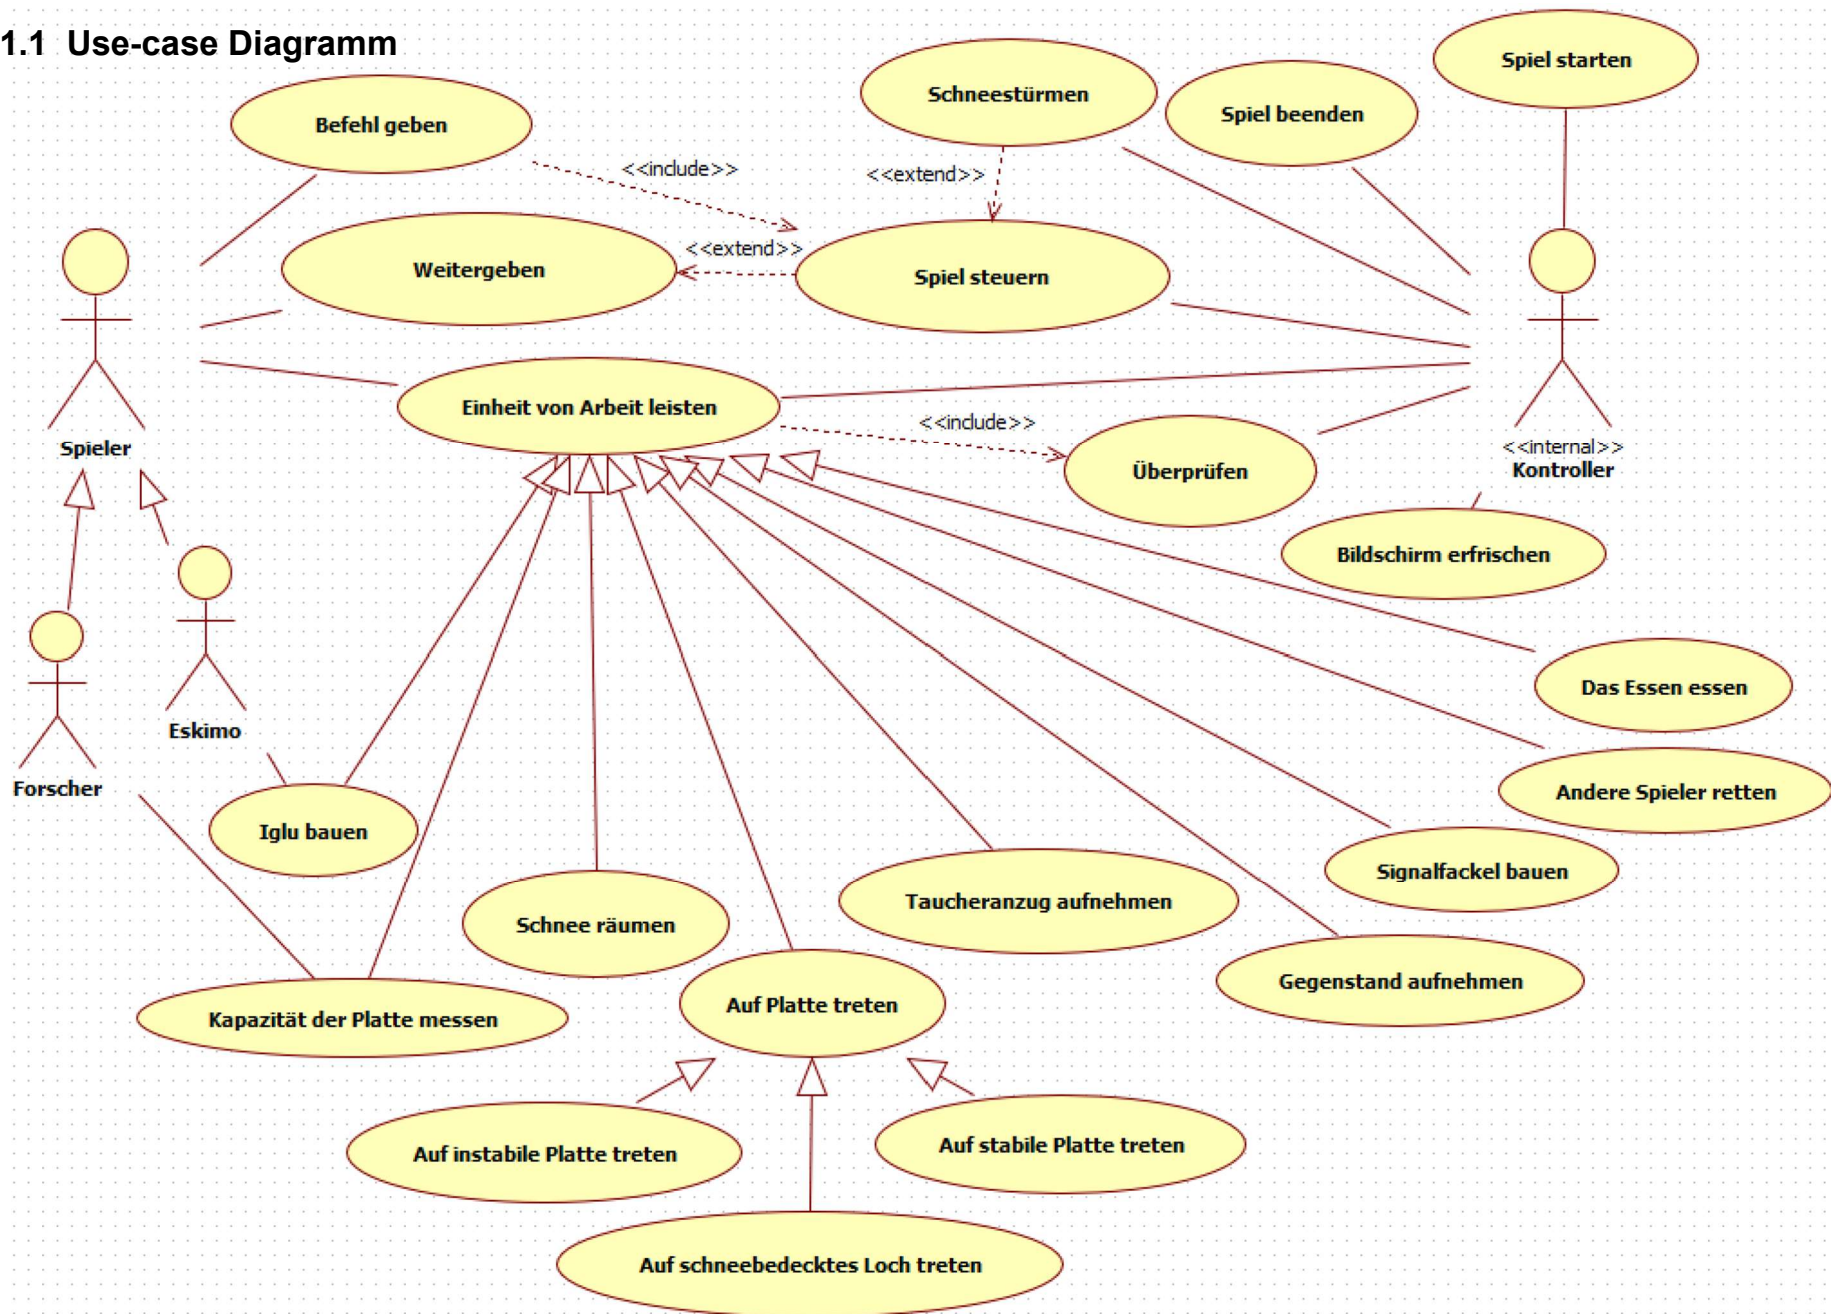 1.1 Use-case Diagramm
Spiel starten
Schneestürmen
Spiel beenden
Befehl geben
<<include>>
<<extend>>
<<extend>>
Weitergeben
Spiel steuern
Einheit von Arbeit leisten
<<include>>
Spieler
Überprüfen
<<internal>>
Kontroller
Bildschirm erfrischen
Das Essen essen
Eskimo
Forscher
Andere Spieler retten
Iglu bauen
Signalfackel bauen
Taucheranzug aufnehmen
Schnee räumen
Gegenstand aufnehmen
Auf Platte treten
Kapazität der Platte messen
Auf instabile Platte treten
Auf stabile Platte treten
Auf schneebedecktes Loch treten